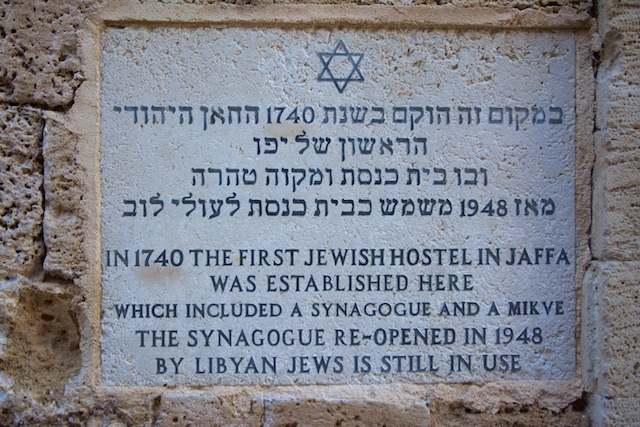 במקום זה הוקם בשנת 1740 החאן היהודי
הראשון של יפו
ובו בית כנסת ומקוה טהרה
מאז 1948 משמש כבית כנסת לעולי לוב
IN 1740 THE FIRST JEWISH HOSTEL IN JAFFA
WAS ESTABLISHED HERE
WHICH INCLUDED A SYNAGOGUE AND A MIKVE
THE SYNAGOGUE RE-OPENED IN 1948
BY LIBYAN JEWS IS STILL IN USE